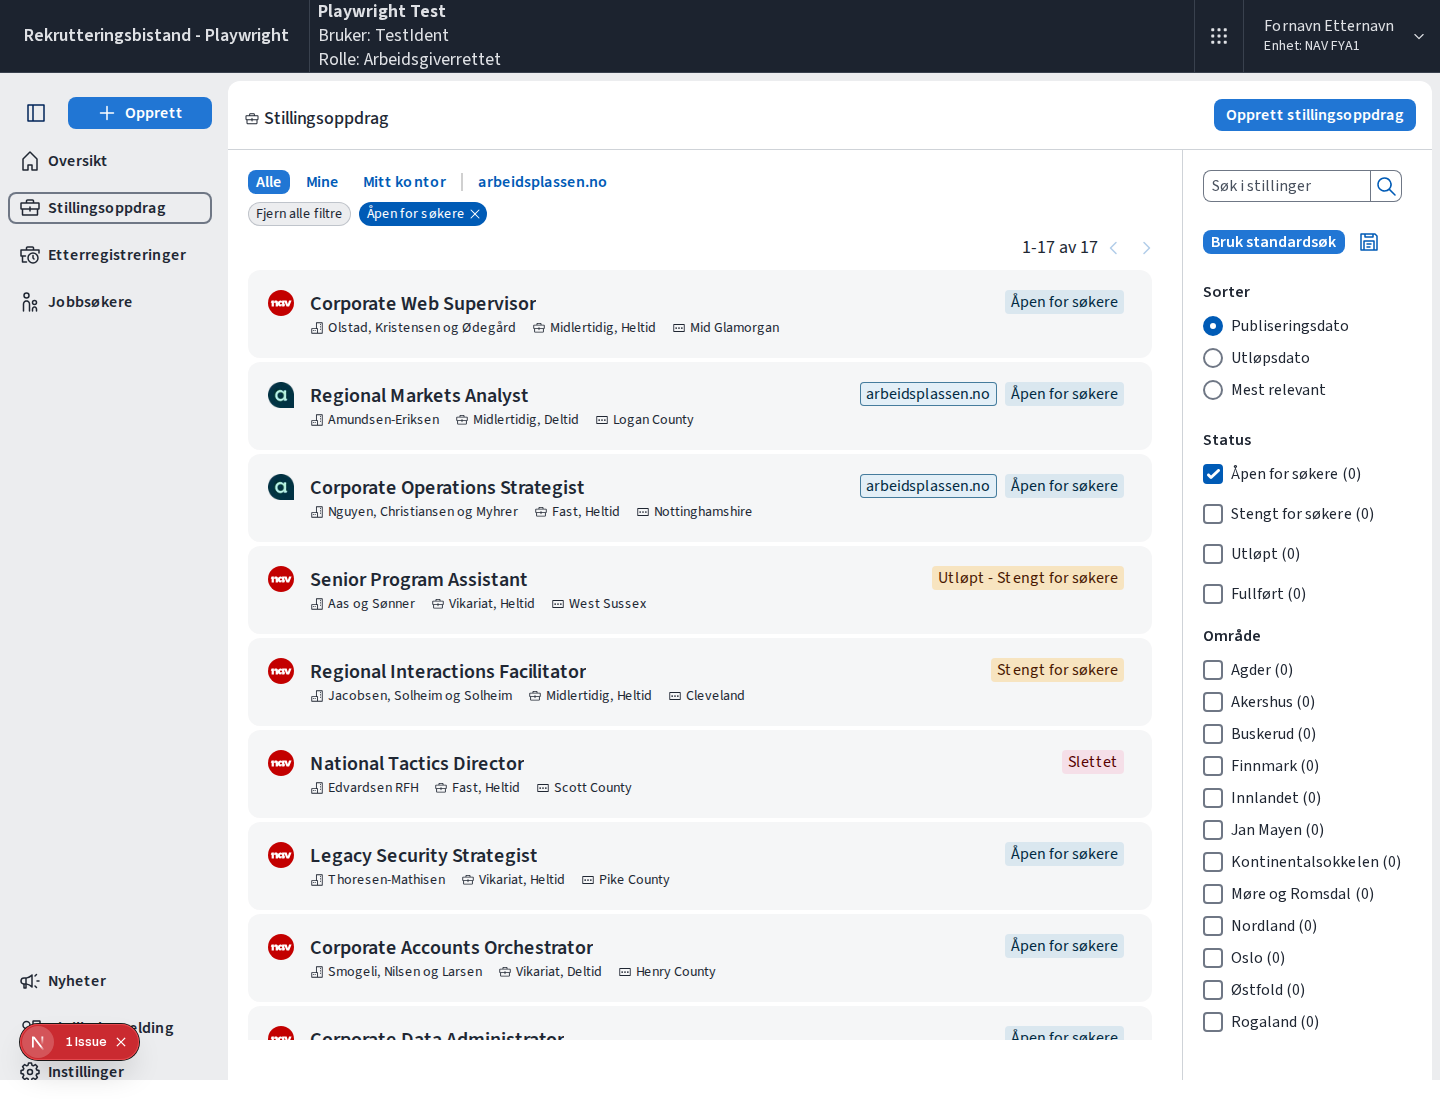 Rekrutteringsbistand - Playwright
Playwright Test
Bruker: TestIdent
Rolle: Arbeidsgiverrettet
Fornavn Etternavn
Enhet: NAV FYA1
Opprett
Oversikt
Stillingsoppdrag
Etterregistreringer
Jobbsøkere
Nyheter
elding
1 Issue
Instillinger
Stillingsoppdrag
Opprett stillingsoppdrag
Alle
Mine
Mitt kontor
arbeidsplassen.no
Fjern alle filtre
Åpen for søkere
1-17 av 17
nav
Corporate Web Supervisor
Åpen for søkere
Olstad, Kristensen og Ødegård
Midlertidig, Heltid
Mid Glamorgan
a
Regional Markets Analyst
arbeidsplassen.no
Åpen for søkere
Amundsen-Eriksen
Midlertidig, Deltid
Logan County
a
Corporate Operations Strategist
arbeidsplassen.no
Åpen for søkere
Nguyen, Christiansen og Myhrer
Fast, Heltid
Nottinghamshire
nav
Senior Program Assistant
Utløpt - Stengt for søkere
Aas og Sønner
Vikariat, Heltid
West Sussex
nav
Regional Interactions Facilitator
Stengt for søkere
Jacobsen, Solheim og Solheim
Midlertidig, Heltid
Cleveland
nav
National Tactics Director
Slettet
Edvardsen RFH
Fast, Heltid
Scott County
nav
Legacy Security Strategist
Åpen for søkere
Thoresen-Mathisen
Vikariat, Heltid
Pike County
nav
Corporate Accounts Orchestrator
Åpen for søkere
Smogeli, Nilsen og Larsen
Vikariat, Deltid
Henry County
nav
Corporate Data Administrator
Åpen for søkere
Søk i stillinger
Bruk standardsøk
Sorter
Publiseringsdato
Utløpsdato
Mest relevant
Status
Åpen for søkere (0)
Stengt for søkere (0)
Utløpt (0)
Fullført (0)
Område
Agder (0)
Akershus (0)
Buskerud (0)
Finnmark (0)
Innlandet (0)
Jan Mayen (0)
Kontinentalsokkelen (0)
Møre og Romsdal (0)
Nordland (0)
Oslo (0)
Østfold (0)
Rogaland (0)